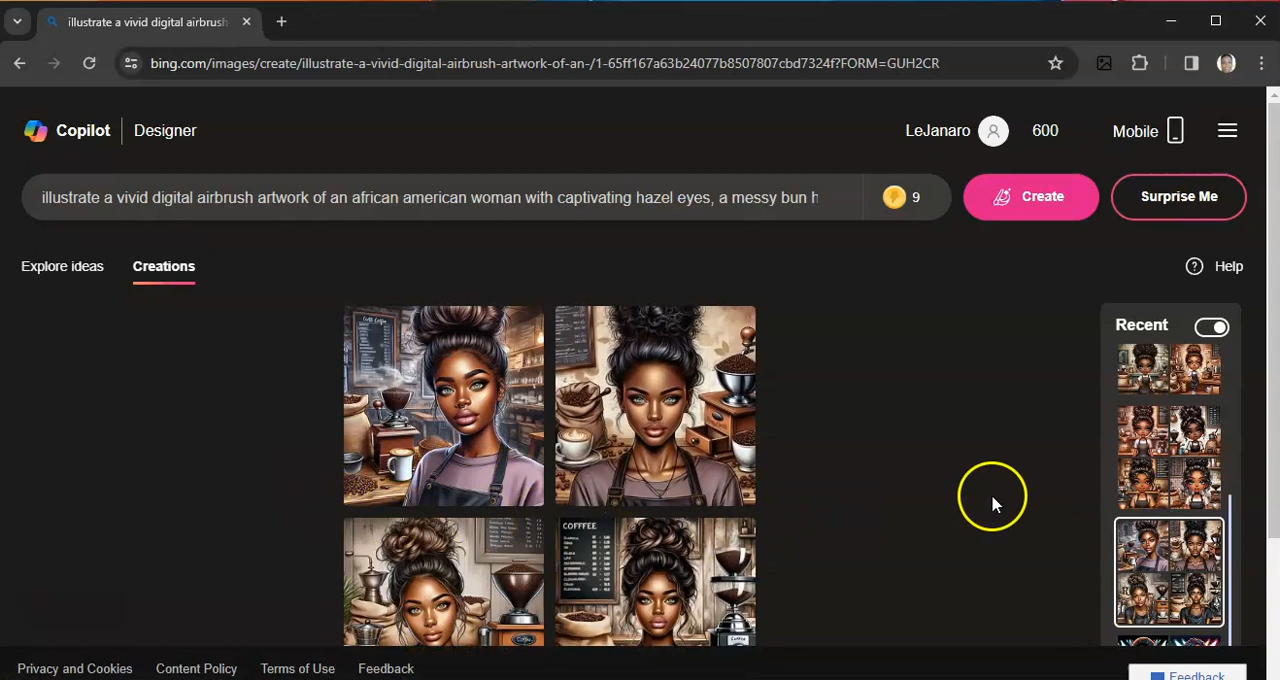 illustrate a vivid digital airbrush
bing.com/images/create/illustrate-a-vivid-digital-airbrush-artwork-of-an-/1-65ff167a63b24077b8507807cbd7324f?FORM=GUH2CR
Copilot Designer LeJanaro 600 Mobile
illustrate a vivid digital airbrush artwork of an african american woman with captivating hazel eyes, a messy bun h 9 Create Surprise Me
Explore ideas Creations Help
Recent
COFFFEE
Privacy and Cookies Content Policy Terms of Use Feedback
Feedback